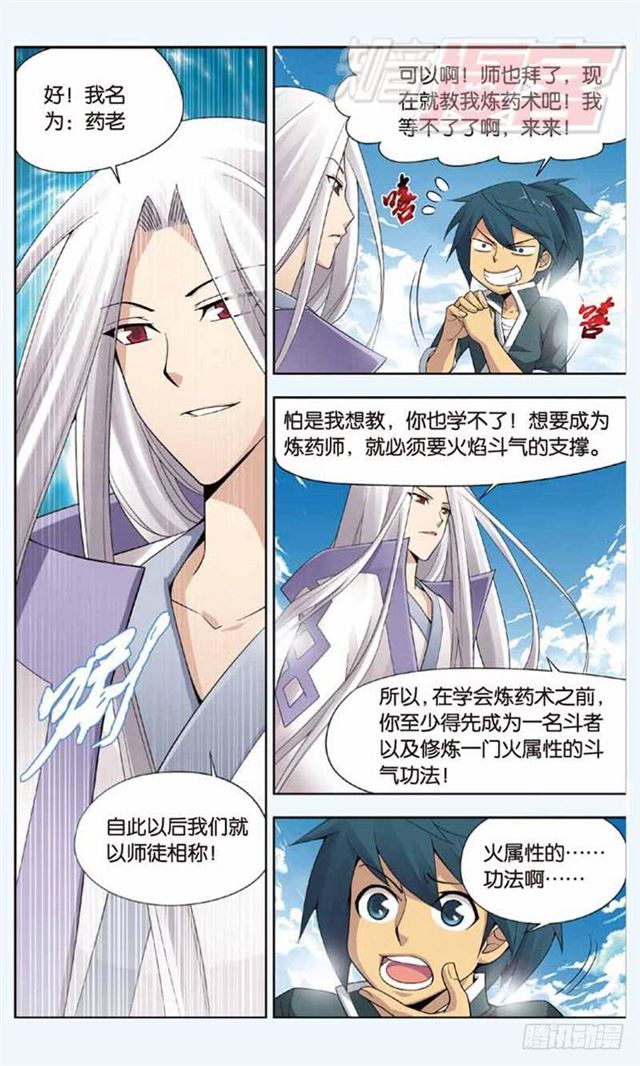 好！我名
为：药老
自此以后我们就
以师徒相称！
可以啊！师也拜了，现
在就教我炼药术吧！我
等不了了啊，来来！
嘻
嘻
怕是我想教，你也学不了！想要成为
炼药师，就必须要火焰斗气的支撑。
所以，在学会炼药术之前，
你至少得先成为一名斗者
以及修炼一门火属性的斗
气功法！
火属性的……
功法啊……
腾讯动漫